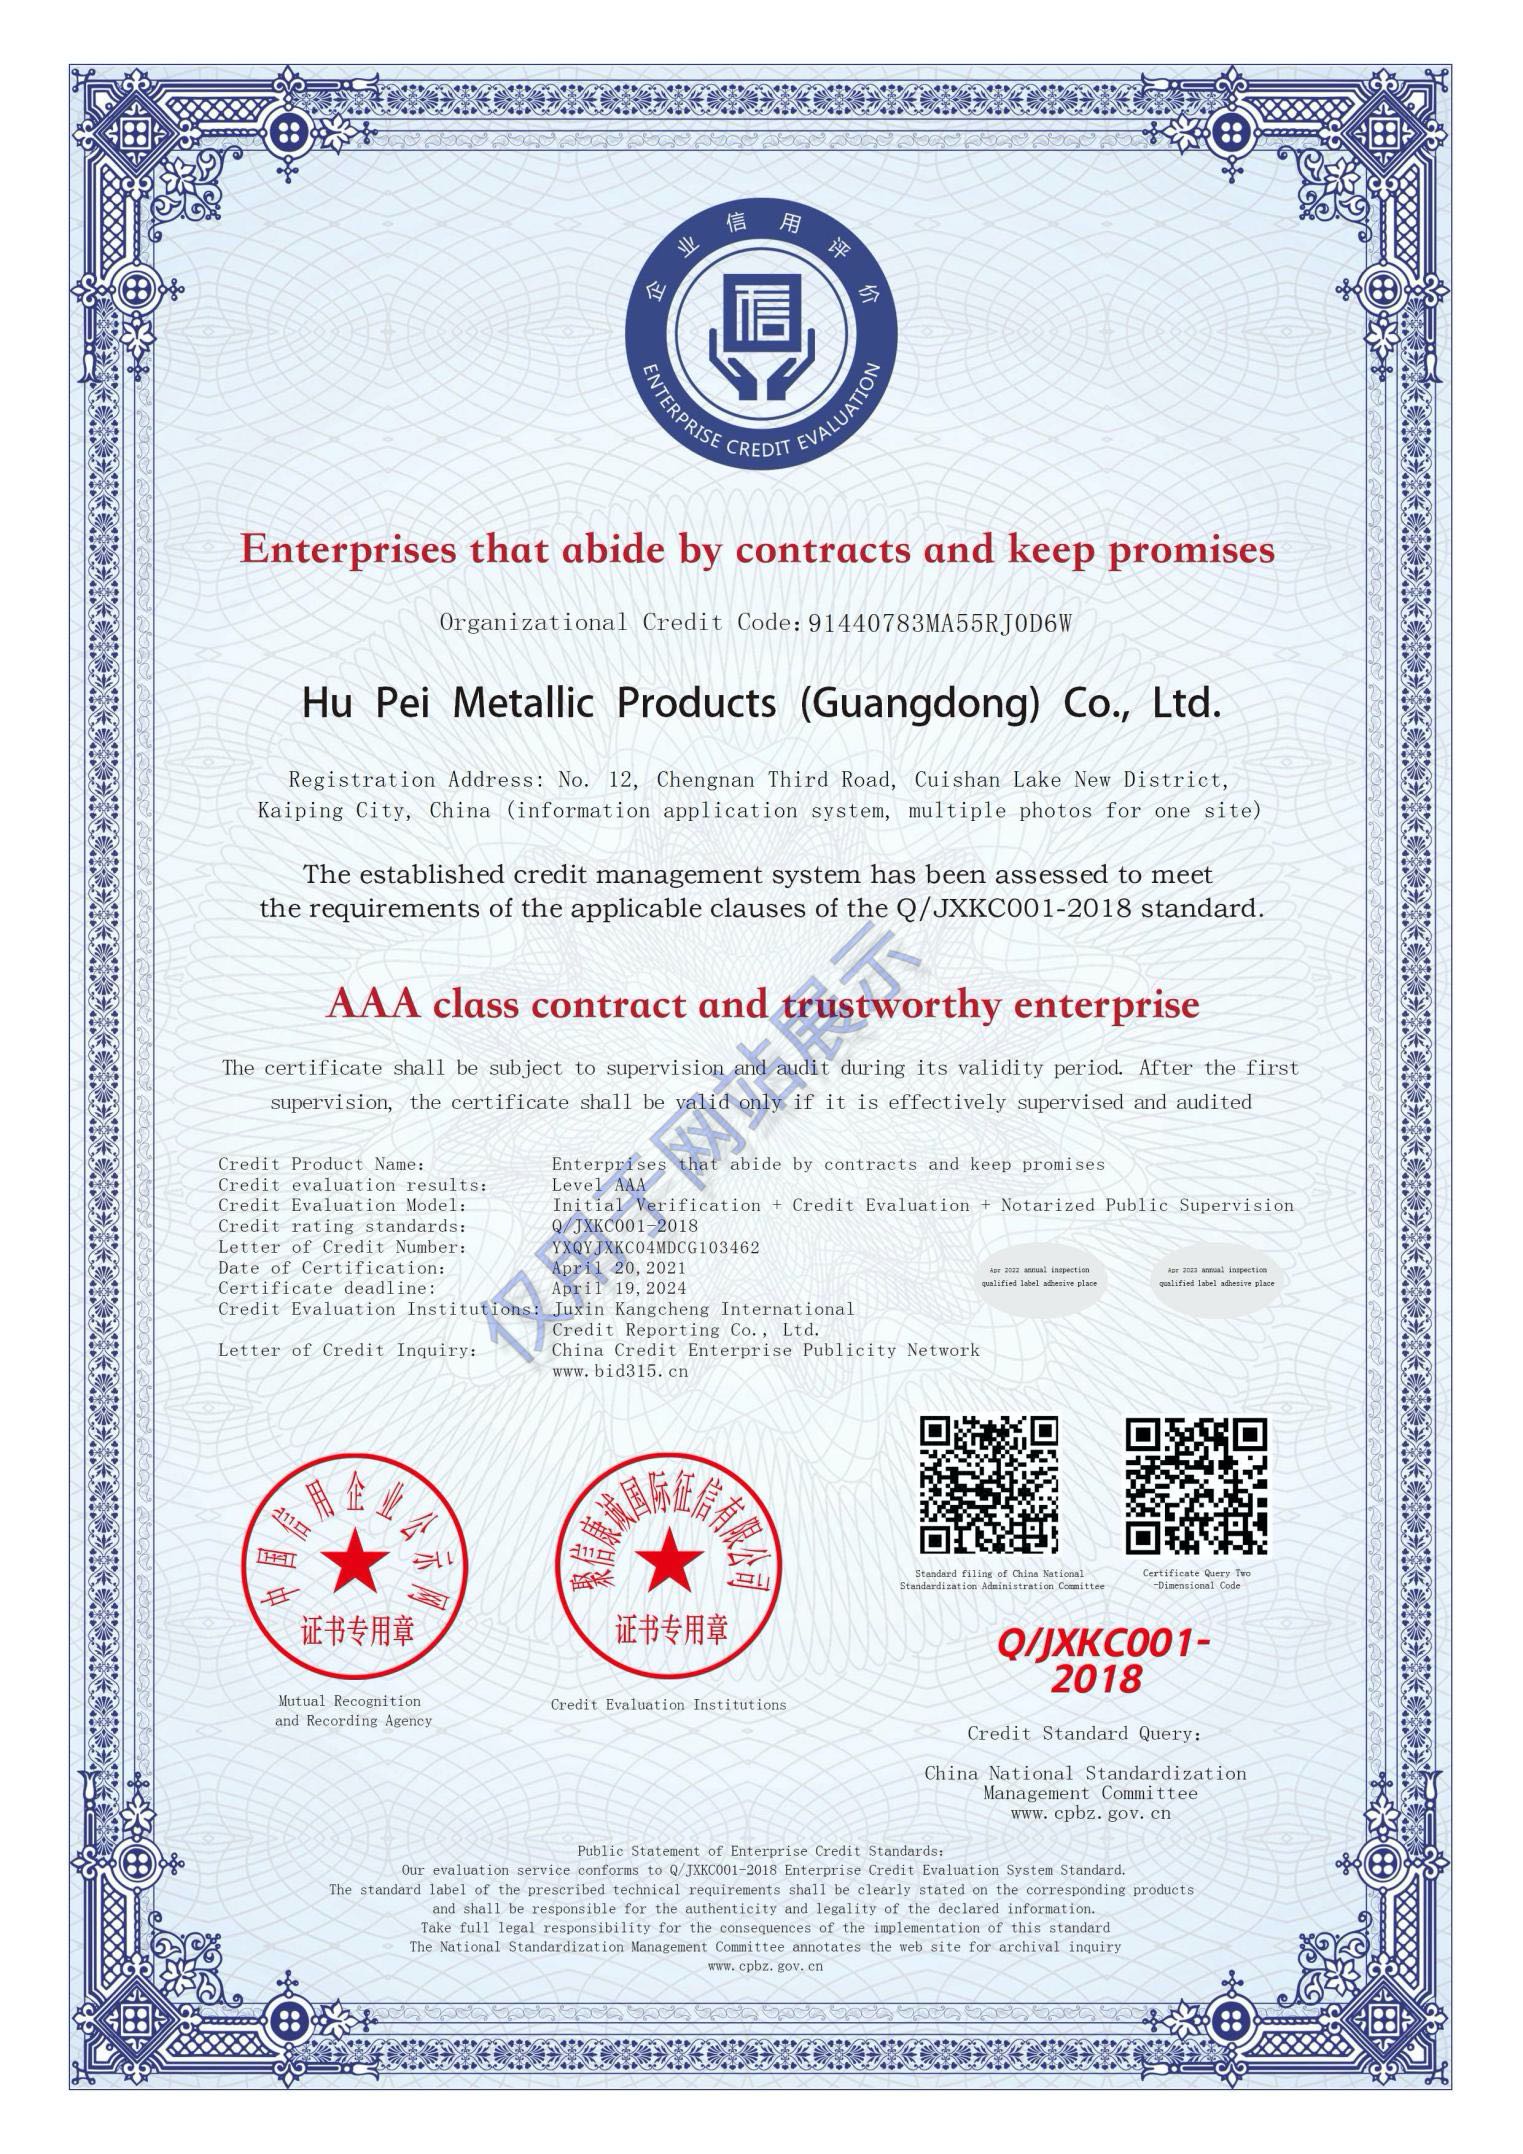 企业信用评价
信
ENTERPRISE CREDIT EVALUATION
Enterprises that abide by contracts and keep promises
Organizational Credit Code: 91440783MA55RJ0D6W
Hu Pei Metallic Products (Guangdong) Co., Ltd.
Registration Address: No. 12, Chengnan Third Road, Cuishan Lake New District,
Kaiping City, China (information application system, multiple photos for one site)
The established credit management system has been assessed to meet
the requirements of the applicable clauses of the Q/JXKC001-2018 standard.
AAA class contract and trustworthy enterprise
The certificate shall be subject to supervision and audit during its validity period. After the first
supervision, the certificate shall be valid only if it is effectively supervised and audited
仅用于网站展示
Credit Product Name: Enterprises that abide by contracts and keep promises
Credit evaluation results: Level AAA
Credit Evaluation Model: Initial Verification + Credit Evaluation + Notarized Public Supervision
Credit rating standards: Q/JXKC001-2018
Letter of Credit Number: YXQYJXKC04MDCG103462
Date of Certification: April 20,2021
Certificate deadline: April 19,2024
Credit Evaluation Institutions: Juxin Kangcheng International
Credit Reporting Co., Ltd.
Letter of Credit Inquiry: China Credit Enterprise Publicity Network
www.bid315.cn
Apr 2022 annual inspection
qualified label adhesive place
Apr 2023 annual inspection
qualified label adhesive place
中国信用企业公示网
证书专用章
Mutual Recognition
and Recording Agency
聚信康诚国际征信有限公司
证书专用章
Credit Evaluation Institutions
Standard filing of China National
Standardization Administration Committee
Certificate Query Two
-Dimensional Code
Q/JXKC001-
2018
Credit Standard Query:
China National Standardization
Management Committee
www.cpbz.gov.cn
Public Statement of Enterprise Credit Standards:
Our evaluation service conforms to Q/JXKC001-2018 Enterprise Credit Evaluation System Standard.
The standard label of the prescribed technical requirements shall be clearly stated on the corresponding products
and shall be responsible for the authenticity and legality of the declared information.
Take full legal responsibility for the consequences of the implementation of this standard
The National Standardization Management Committee annotates the web site for archival inquiry
www.cpbz.gov.cn